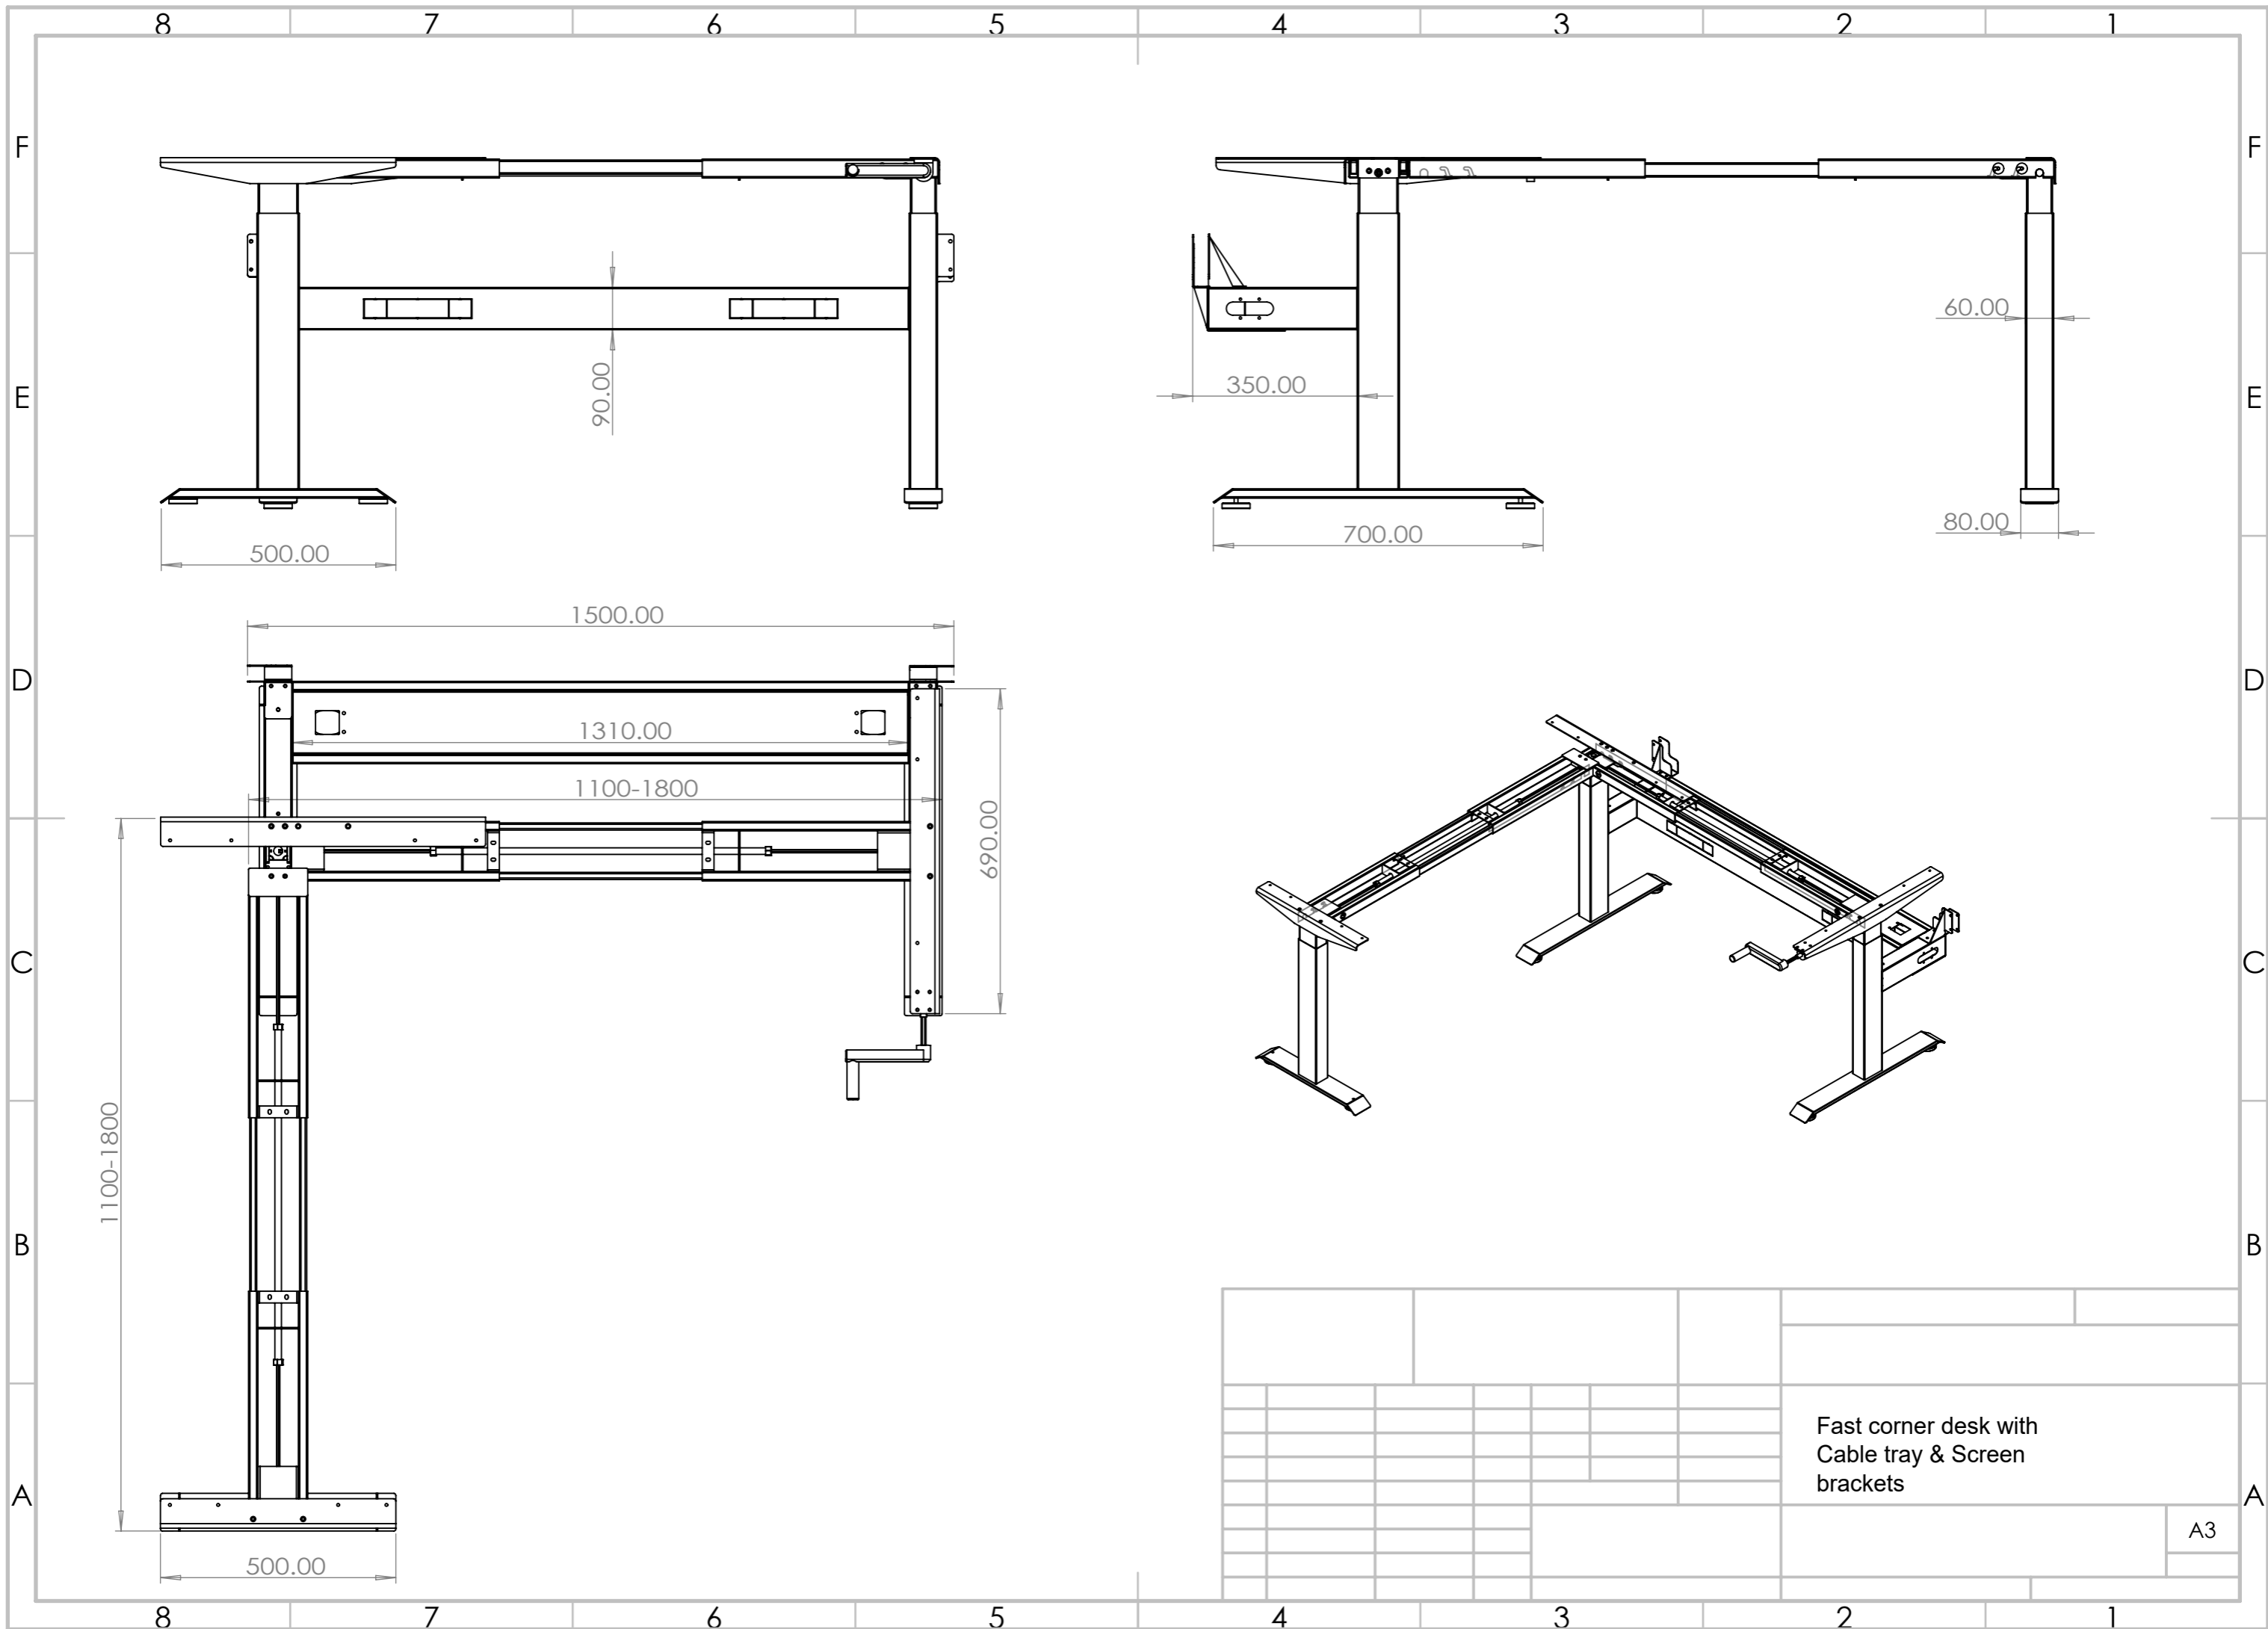 8 7 6 5 4 3 2 1
F F
60.00
90.00
350.00
E E
80.00
700.00
500.00
1500.00
D D
1310.00
1100-1800
690.00
C C
1100-1800
B B
Fast corner desk with
Cable tray & Screen
brackets
A A
A3
500.00
8 7 6 5 4 3 2 1